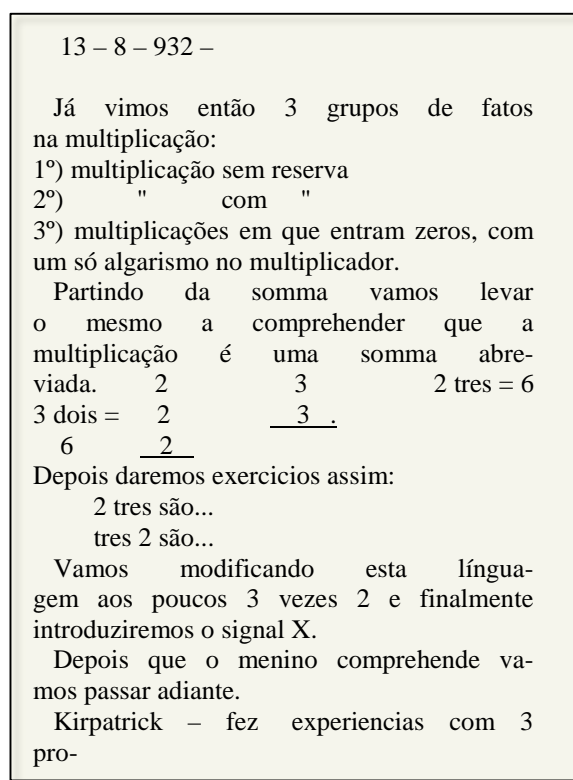 13 – 8 – 932 –
Já vimos então 3 grupos de fatos
na multiplicação:
1º) multiplicação sem reserva
2º) " com "
3º) multiplicações em que entram zeros, com
um só algarismo no multiplicador.
Partindo da somma vamos levar
o mesmo a comprehender que a
multiplicação é uma somma abre-
viada. 2 3 2 tres = 6
3 dois = 2 3 .
6 2
Depois daremos exercicios assim:
2 tres são...
tres 2 são...
Vamos modificando esta língua-
gem aos poucos 3 vezes 2 e finalmente
introduziremos o signal X.
Depois que o menino comprehende va-
mos passar adiante.
Kirpatrick – fez experiencias com 3
pro-